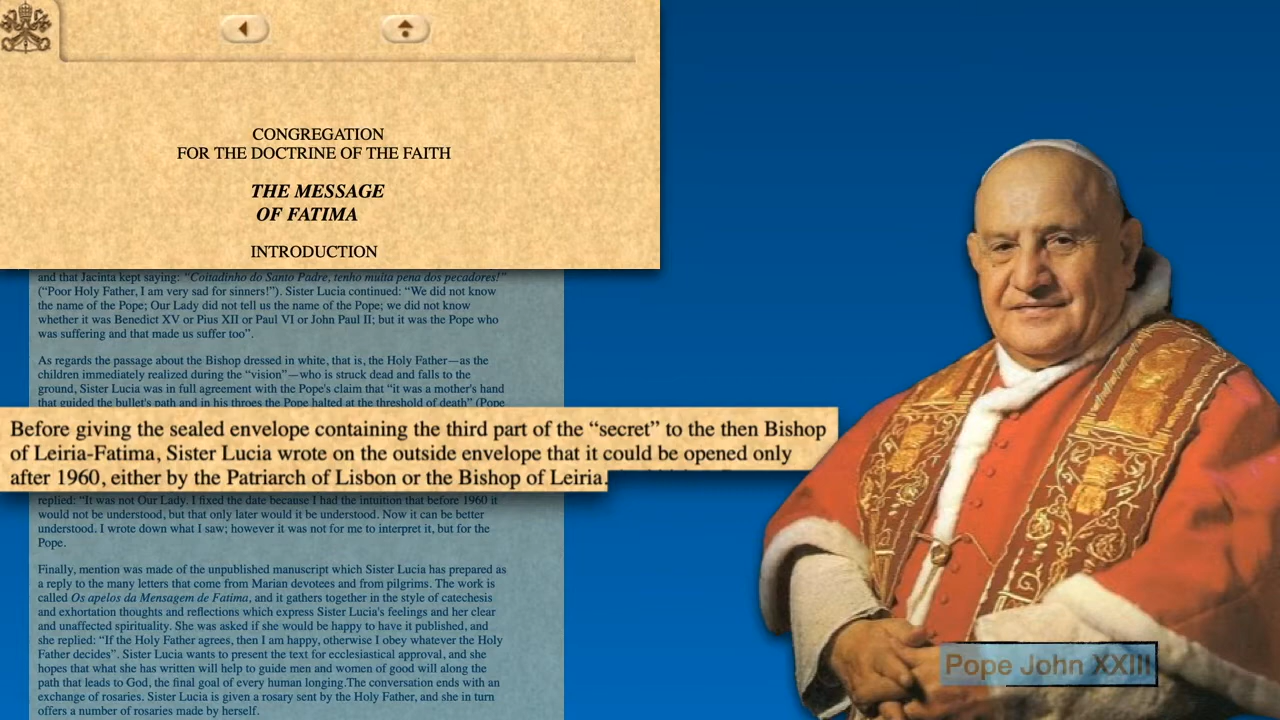 CONGREGATION
FOR THE DOCTRINE OF THE FAITH
THE MESSAGE
OF FATIMA
INTRODUCTION
and that Jacinta kept saying: “Coitadinho do Santo Padre, tenho muita pena dos pecadores!”
(“Poor Holy Father, I am very sad for sinners!”). Sister Lucia continued: “We did not know
the name of the Pope; Our Lady did not tell us the name of the Pope; we did not know
whether it was Benedict XV or Pius XII or Paul VI or John Paul II; but it was the Pope who
was suffering and that made us suffer too”.
As regards the passage about the Bishop dressed in white, that is, the Holy Father—as the
children immediately realized during the “vision”—who is struck dead and falls to the
ground, Sister Lucia was in full agreement with the Pope's claim that “it was a mother's hand
that guided the bullet's path and in his throes the Pope halted at the threshold of death” (Pope
Before giving the sealed envelope containing the third part of the “secret” to the then Bishop
of Leiria-Fatima, Sister Lucia wrote on the outside envelope that it could be opened only
after 1960, either by the Patriarch of Lisbon or the Bishop of Leiria.
replied: “It was not Our Lady. I fixed the date because I had the intuition that before 1960 it
would not be understood, but that only later would it be understood. Now it can be better
understood. I wrote down what I saw; however it was not for me to interpret it, but for the
Pope.
Finally, mention was made of the unpublished manuscript which Sister Lucia has prepared as
a reply to the many letters that come from Marian devotees and from pilgrims. The work is
called Os apelos da Mensagem de Fatima, and it gathers together in the style of catechesis
and exhortation thoughts and reflections which express Sister Lucia's feelings and her clear
and unaffected spirituality. She was asked if she would be happy to have it published, and
she replied: “If the Holy Father agrees, then I am happy, otherwise I obey whatever the Holy
Father decides”. Sister Lucia wants to present the text for ecclesiastical approval, and she
hopes that what she has written will help to guide men and women of good will along the
path that leads to God, the final goal of every human longing.The conversation ends with an
exchange of rosaries. Sister Lucia is given a rosary sent by the Holy Father, and she in turn
offers a number of rosaries made by herself.
Pope John XXIII